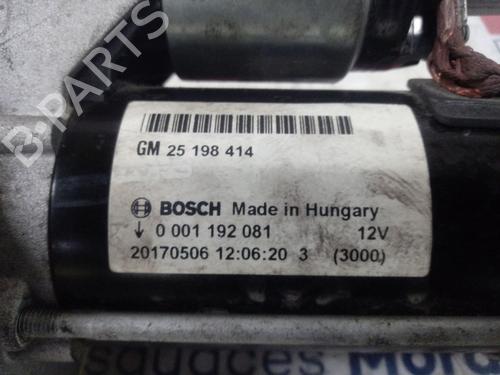 B-PARTS
GM 25 198 414
BOSCH Made in Hungary
↓ 0 001 192 081 12V
20170506 12:06:20 3 (3000)